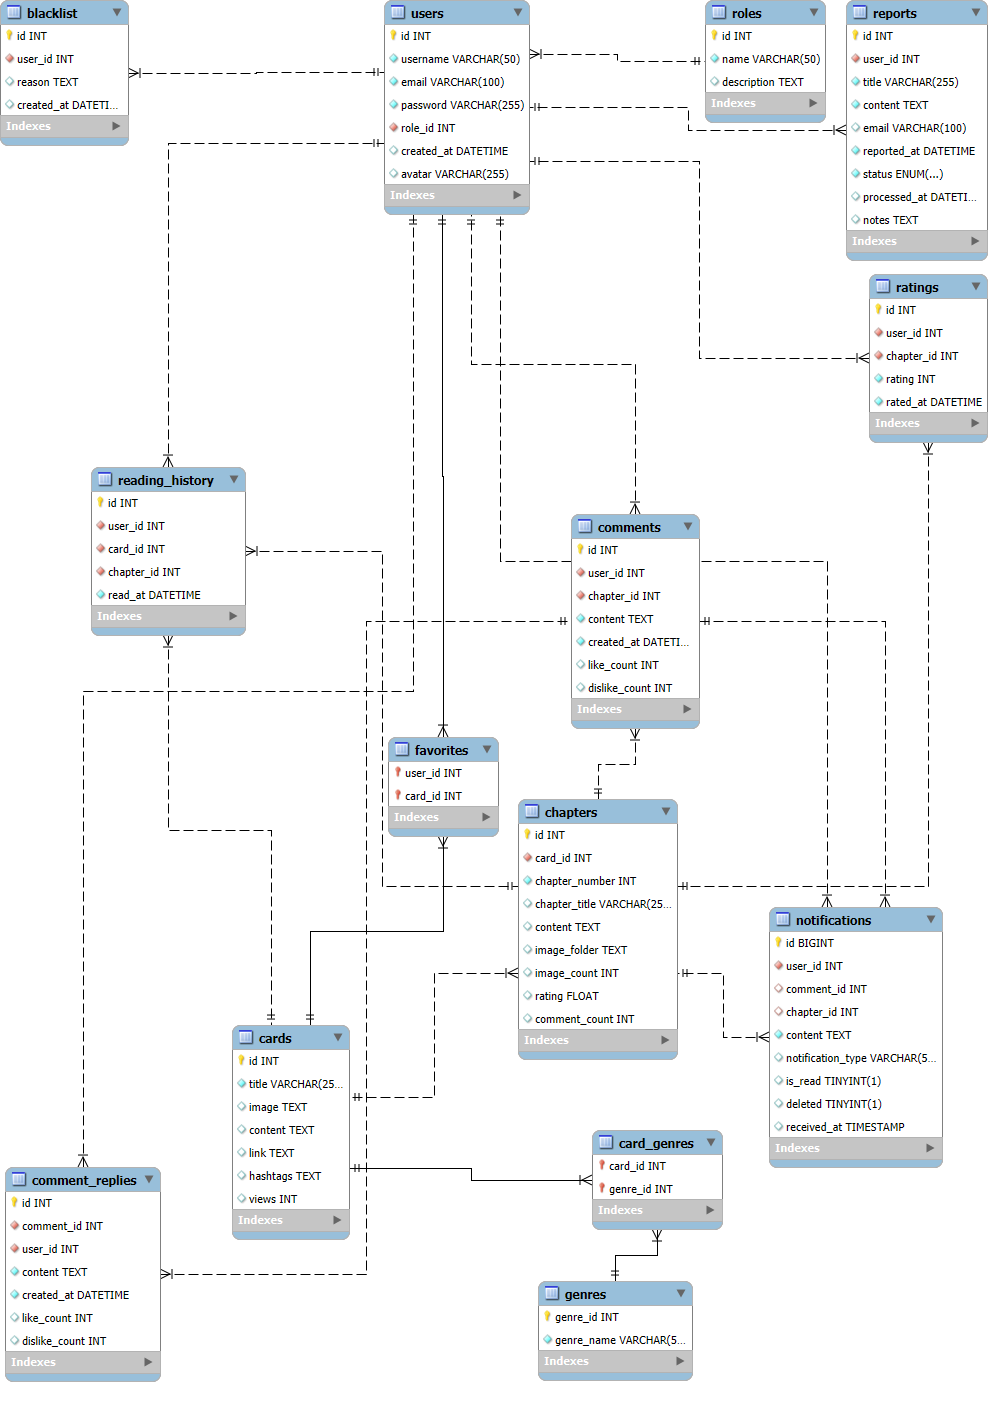 blacklist
id INT
user_id INT
reason TEXT
created_at DATETI...
Indexes
users
id INT
username VARCHAR(50)
email VARCHAR(100)
password VARCHAR(255)
role_id INT
created_at DATETIME
avatar VARCHAR(255)
Indexes
roles
id INT
name VARCHAR(50)
description TEXT
Indexes
reports
id INT
user_id INT
title VARCHAR(255)
content TEXT
email VARCHAR(100)
reported_at DATETIME
status ENUM(...)
processed_at DATETI...
notes TEXT
Indexes
ratings
id INT
user_id INT
chapter_id INT
rating INT
rated_at DATETIME
Indexes
reading_history
id INT
user_id INT
card_id INT
chapter_id INT
read_at DATETIME
Indexes
comments
id INT
user_id INT
chapter_id INT
content TEXT
created_at DATETI...
like_count INT
dislike_count INT
Indexes
favorites
user_id INT
card_id INT
Indexes
chapters
id INT
card_id INT
chapter_number INT
chapter_title VARCHAR(25...
content TEXT
image_folder TEXT
image_count INT
rating FLOAT
comment_count INT
Indexes
notifications
id BIGINT
user_id INT
comment_id INT
chapter_id INT
content TEXT
notification_type VARCHAR(5...
is_read TINYINT(1)
deleted TINYINT(1)
received_at TIMESTAMP
Indexes
cards
id INT
title VARCHAR(25...
image TEXT
content TEXT
link TEXT
hashtags TEXT
views INT
Indexes
card_genres
card_id INT
genre_id INT
Indexes
comment_replies
id INT
comment_id INT
user_id INT
content TEXT
created_at DATETIME
like_count INT
dislike_count INT
Indexes
genres
genre_id INT
genre_name VARCHAR(5...
Indexes